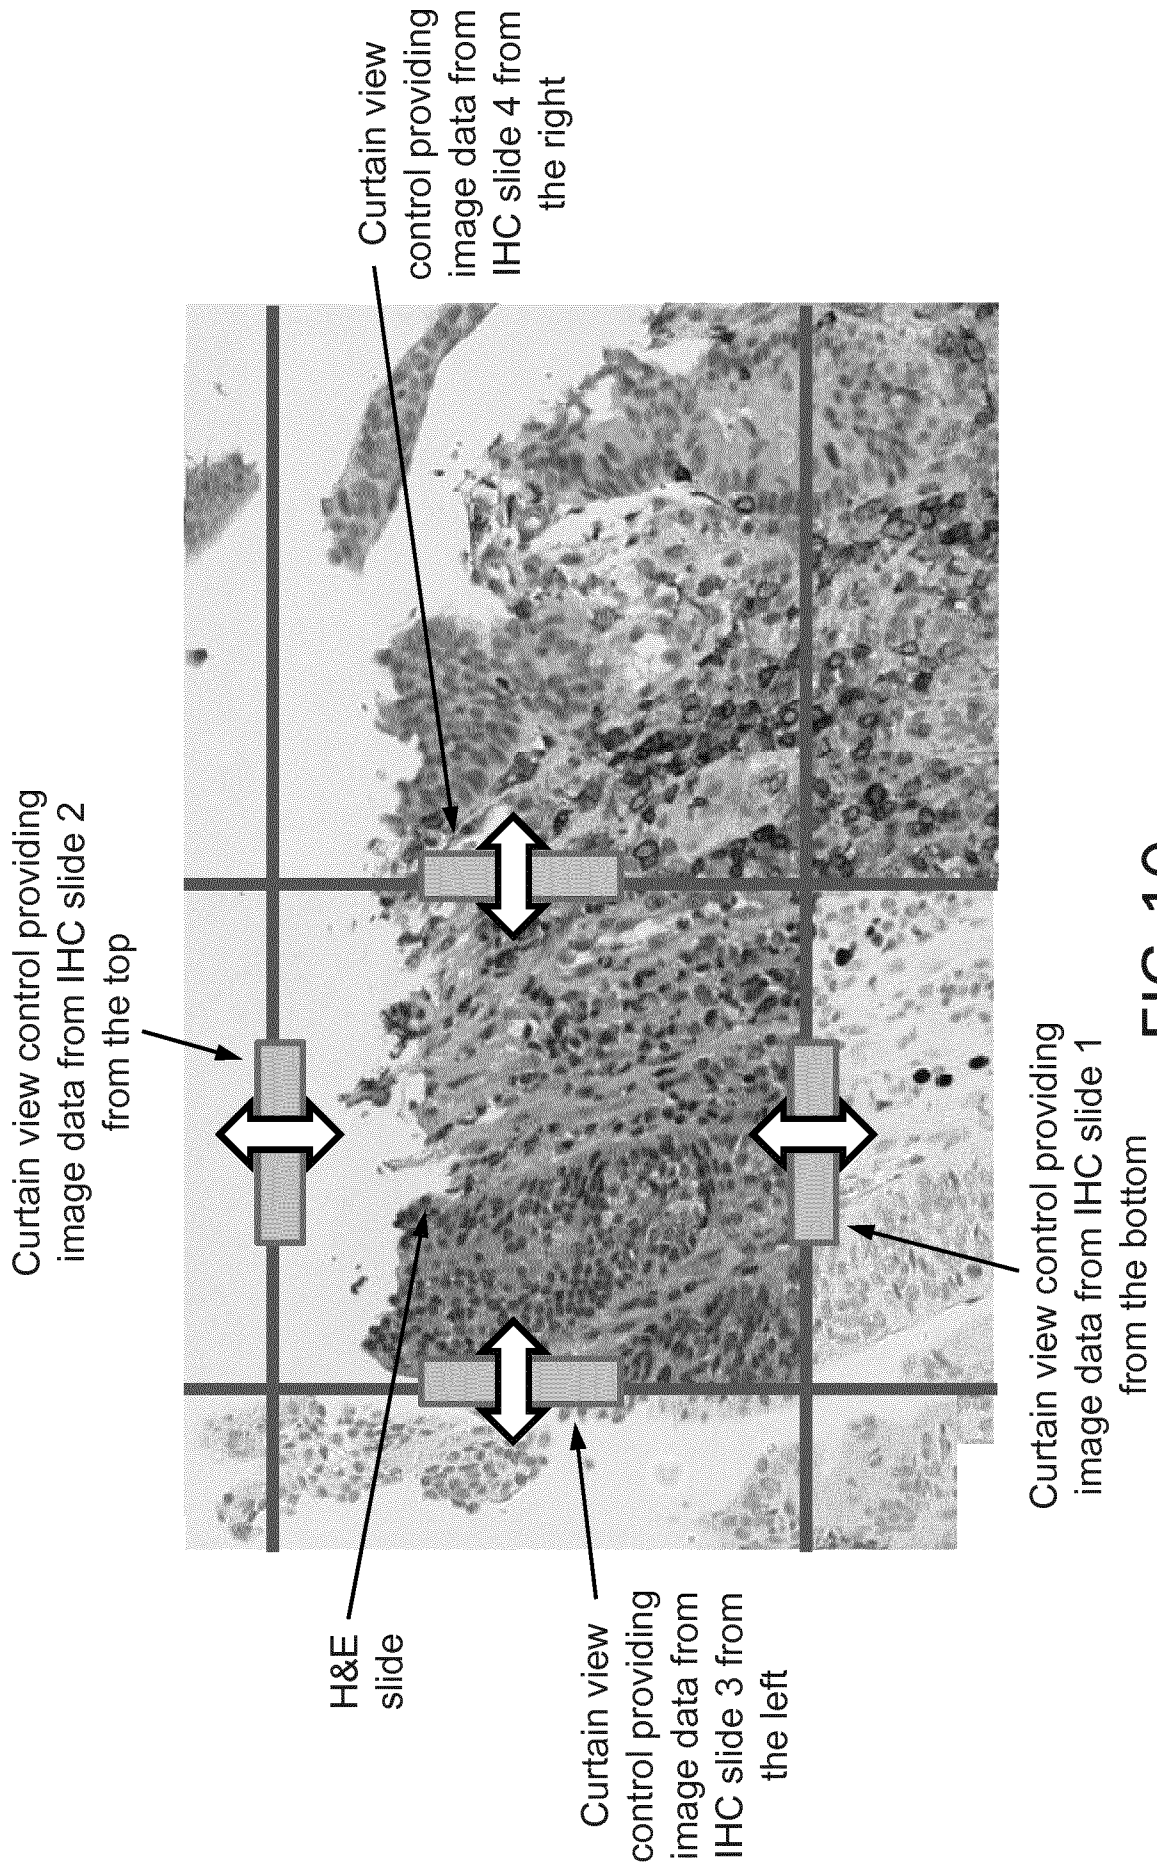 Curtain view control providing
image data from IHC slide 2
from the top
H&E
slide
Curtain view
control providing
image data from
IHC slide 4 from
the right
Curtain view
control providing
image data from
IHC slide 3 from
the left
Curtain view control providing
image data from IHC slide 1
from the bottom
FIG